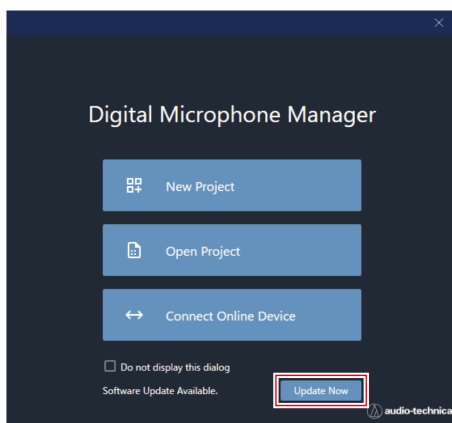 Digital Microphone Manager
New Project
Open Project
Connect Online Device
Do not display this dialog
Software Update Available. Update Now
audio-technica